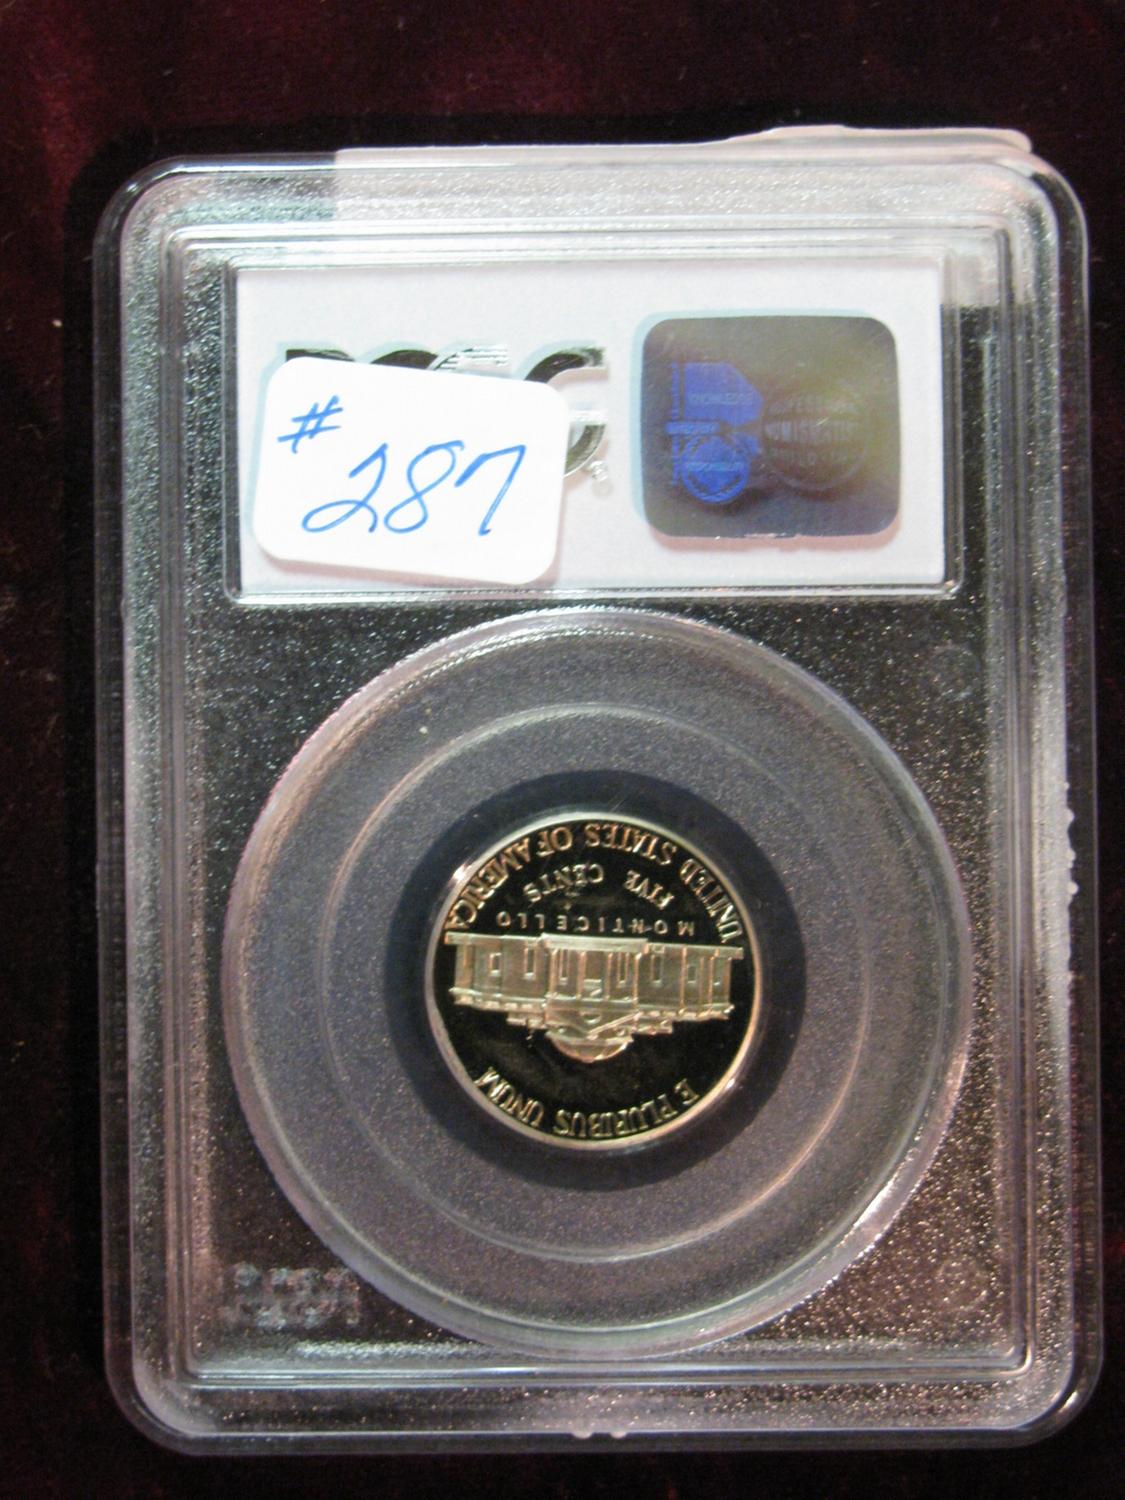 # 287
E PLURIBUS UNUM
MONTICELLO
FIVE CENTS
UNITED STATES OF AMERICA